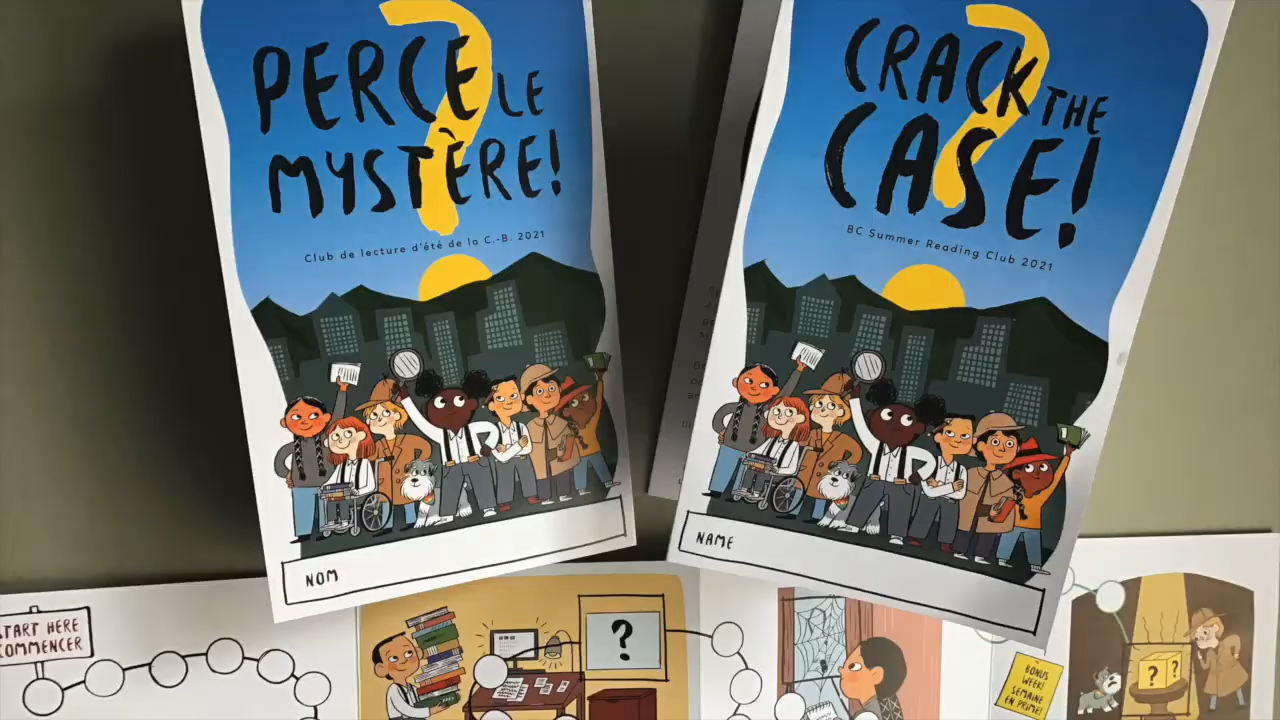 PERCE LE
MYSTÈRE!
Club de lecture d'été de la C.-B. 2021
NOM
CRACK THE
CASE!
BC Summer Reading Club 2021
NAME
START HERE
COMMENCER
?
BONUS
WEEK!
SEMAINE
EN PRIME!
? ?